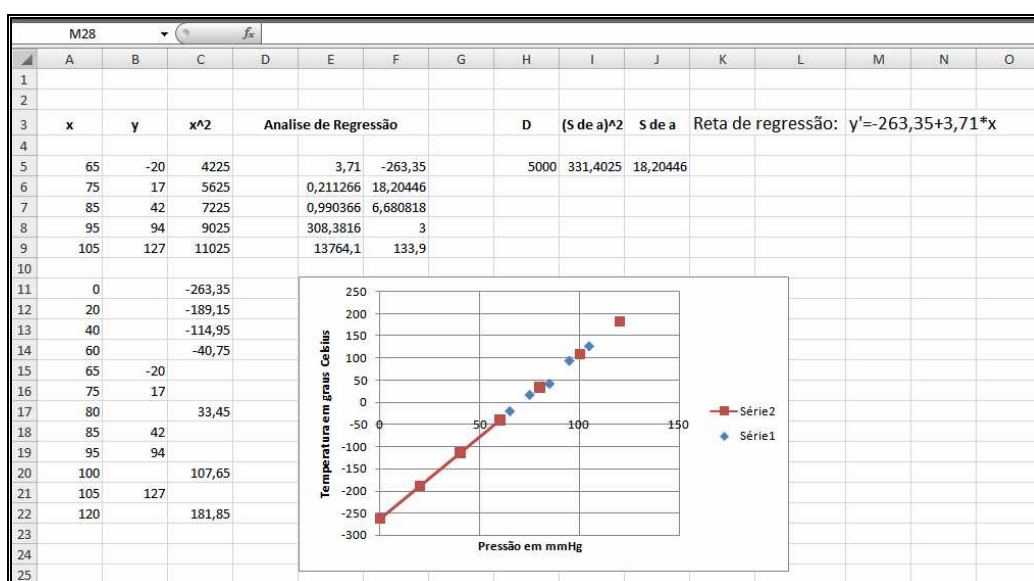 M28 fx
A B C D E F G H I J K L M N O
1
2
3 x y x^2 Analise de Regressão D (S de a)^2 S de a Reta de regressão: y'=-263,35+3,71*x
4
5 65 -20 4225 3,71 -263,35 5000 331,4025 18,20446
6 75 17 5625 0,211266 18,20446
7 85 42 7225 0,990366 6,680818
8 95 94 9025 308,3816 3
9 105 127 11025 13764,1 133,9
10
11 0 -263,35
12 20 -189,15
13 40 -114,95
14 60 -40,75
15 65 -20
16 75 17
17 80 33,45
18 85 42
19 95 94
20 100 107,65
21 105 127
22 120 181,85
23
24
25
Temperatura em graus Celsius
250
200
150
100
50
0
-50 0 50 100 150
-100
-150
-200
-250
-300
Pressão em mmHg
Série2
Série1